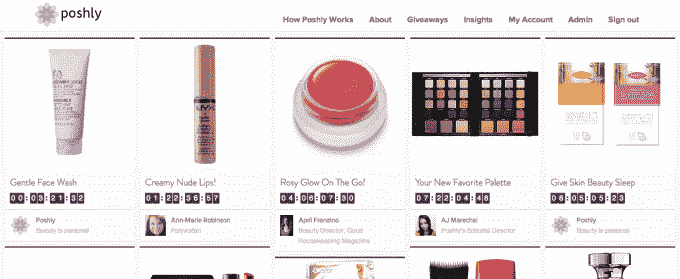 poshly
How Poshly Works
About
Giveaways
Insights
My Account
Admin
Sign out
Gentle Face Wash
00:03:21:32
Poshly
Beauty is personal
Creamy Nude Lips!
01:22:36:57
Ann-Marie Robinson
Polyvorian
Rosy Glow On The Go!
04:06:07:30
April Franzino
Beauty Director, Good
Housekeeping Magazine
Your New Favorite Palette
07:22:04:48
AJ Marechal
Poshly's Editorial Director
Give Skin Beauty Sleep
08:05:05:23
Poshly
Beauty is personal